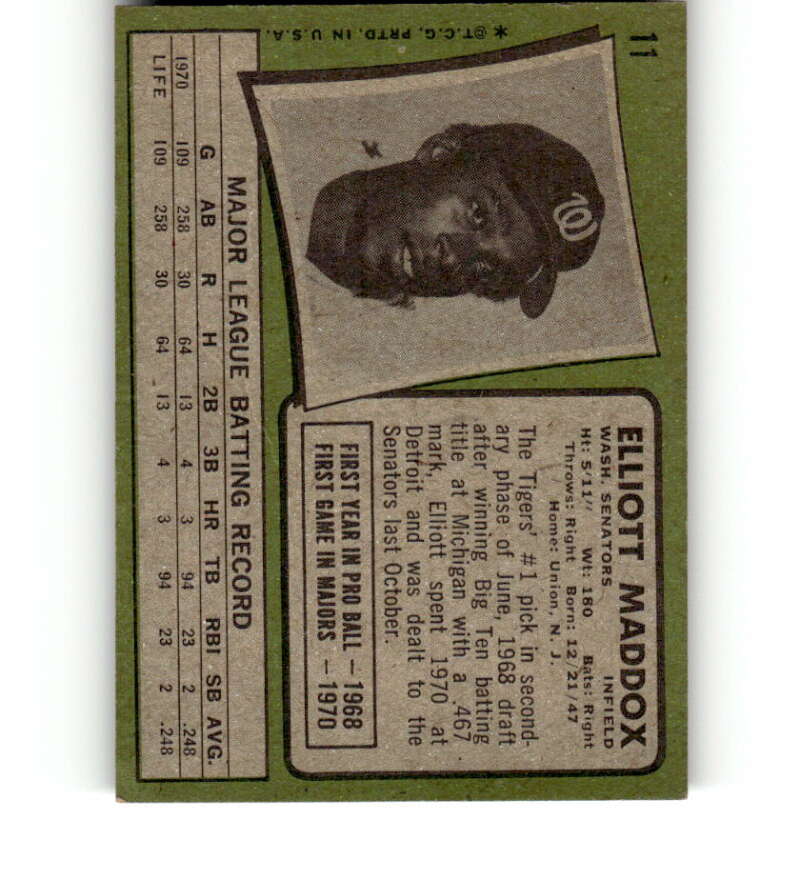 11
ELLIOTT MADDOX
WASH. SENATORS INFIELD
Ht: 5/11" Wt: 180 Bats: Right
Throws: Right Born: 12/21/47
Home: Union, N. J.
The Tigers' #1 pick in second-
ary phase of June, 1968 draft
after winning Big Ten batting
title at Michigan with a .467
mark, Elliott spent 1970 at
Detroit and was dealt to the
Senators last October.
FIRST YEAR IN PRO BALL — 1968
FIRST GAME IN MAJORS — 1970
W
MAJOR LEAGUE BATTING RECORD
G AB R H 2B 3B HR TB RBI SB AVG.
1970 109 258 30 64 13 4 3 94 23 2 .248
LIFE 109 258 30 64 13 4 3 94 23 2 .248
*©T.C.G. PRTD. IN U.S.A.